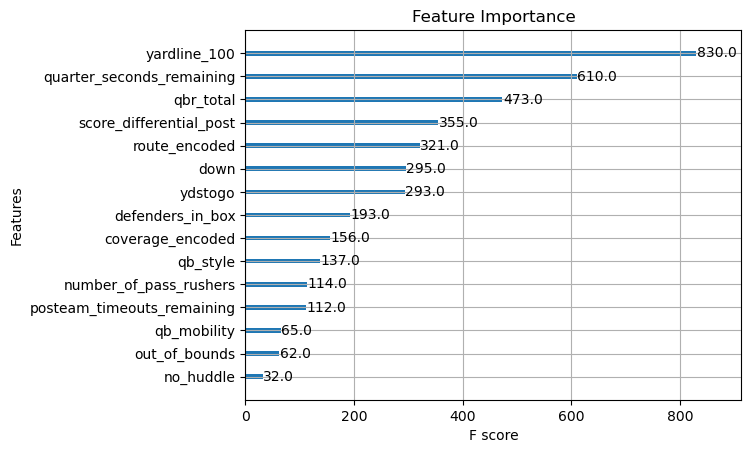 Feature Importance
yardline_100 830.0
quarter_seconds_remaining 610.0
qbr_total 473.0
score_differential_post 355.0
route_encoded 321.0
down 295.0
ydstogo 293.0
defenders_in_box 193.0
coverage_encoded 156.0
qb_style 137.0
number_of_pass_rushers 114.0
posteam_timeouts_remaining 112.0
qb_mobility 65.0
out_of_bounds 62.0
no_huddle 32.0
Features
0 200 400 600 800
F score